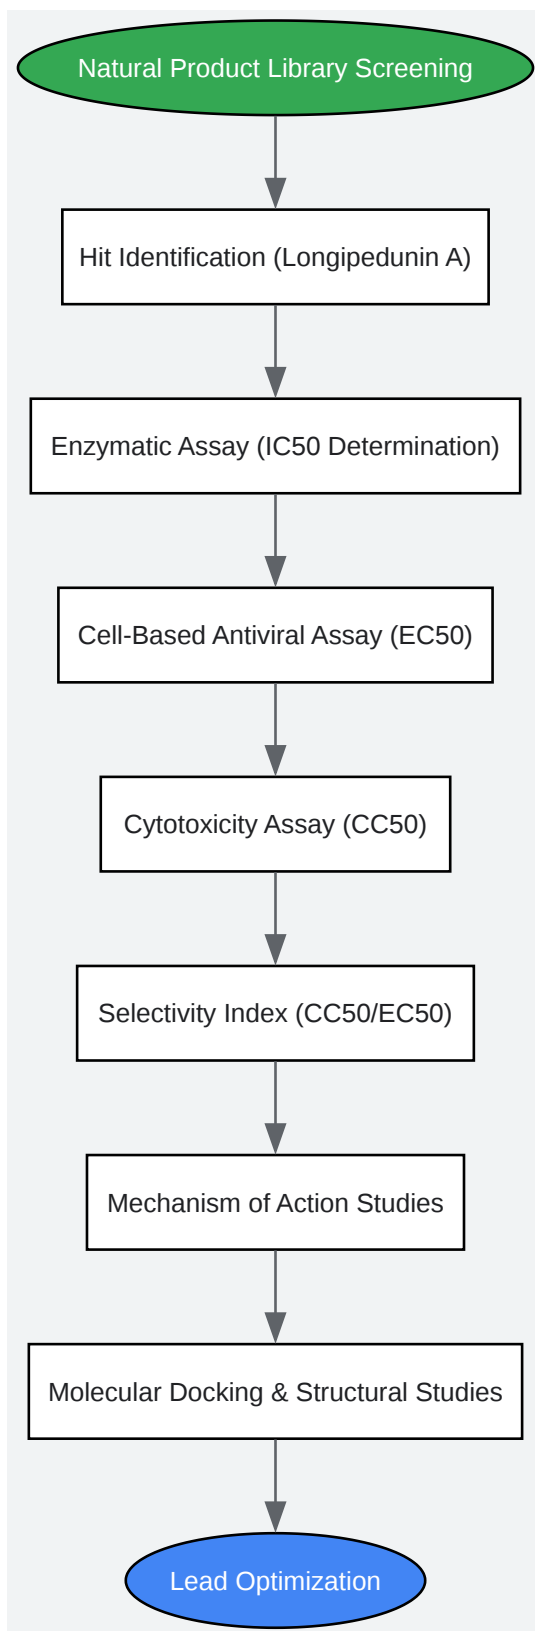 Natural Product Library Screening
Hit Identification (Longipedunin A)
Enzymatic Assay (IC50 Determination)
Cell-Based Antiviral Assay (EC50)
Cytotoxicity Assay (CC50)
Selectivity Index (CC50/EC50)
Mechanism of Action Studies
Molecular Docking & Structural Studies
Lead Optimization